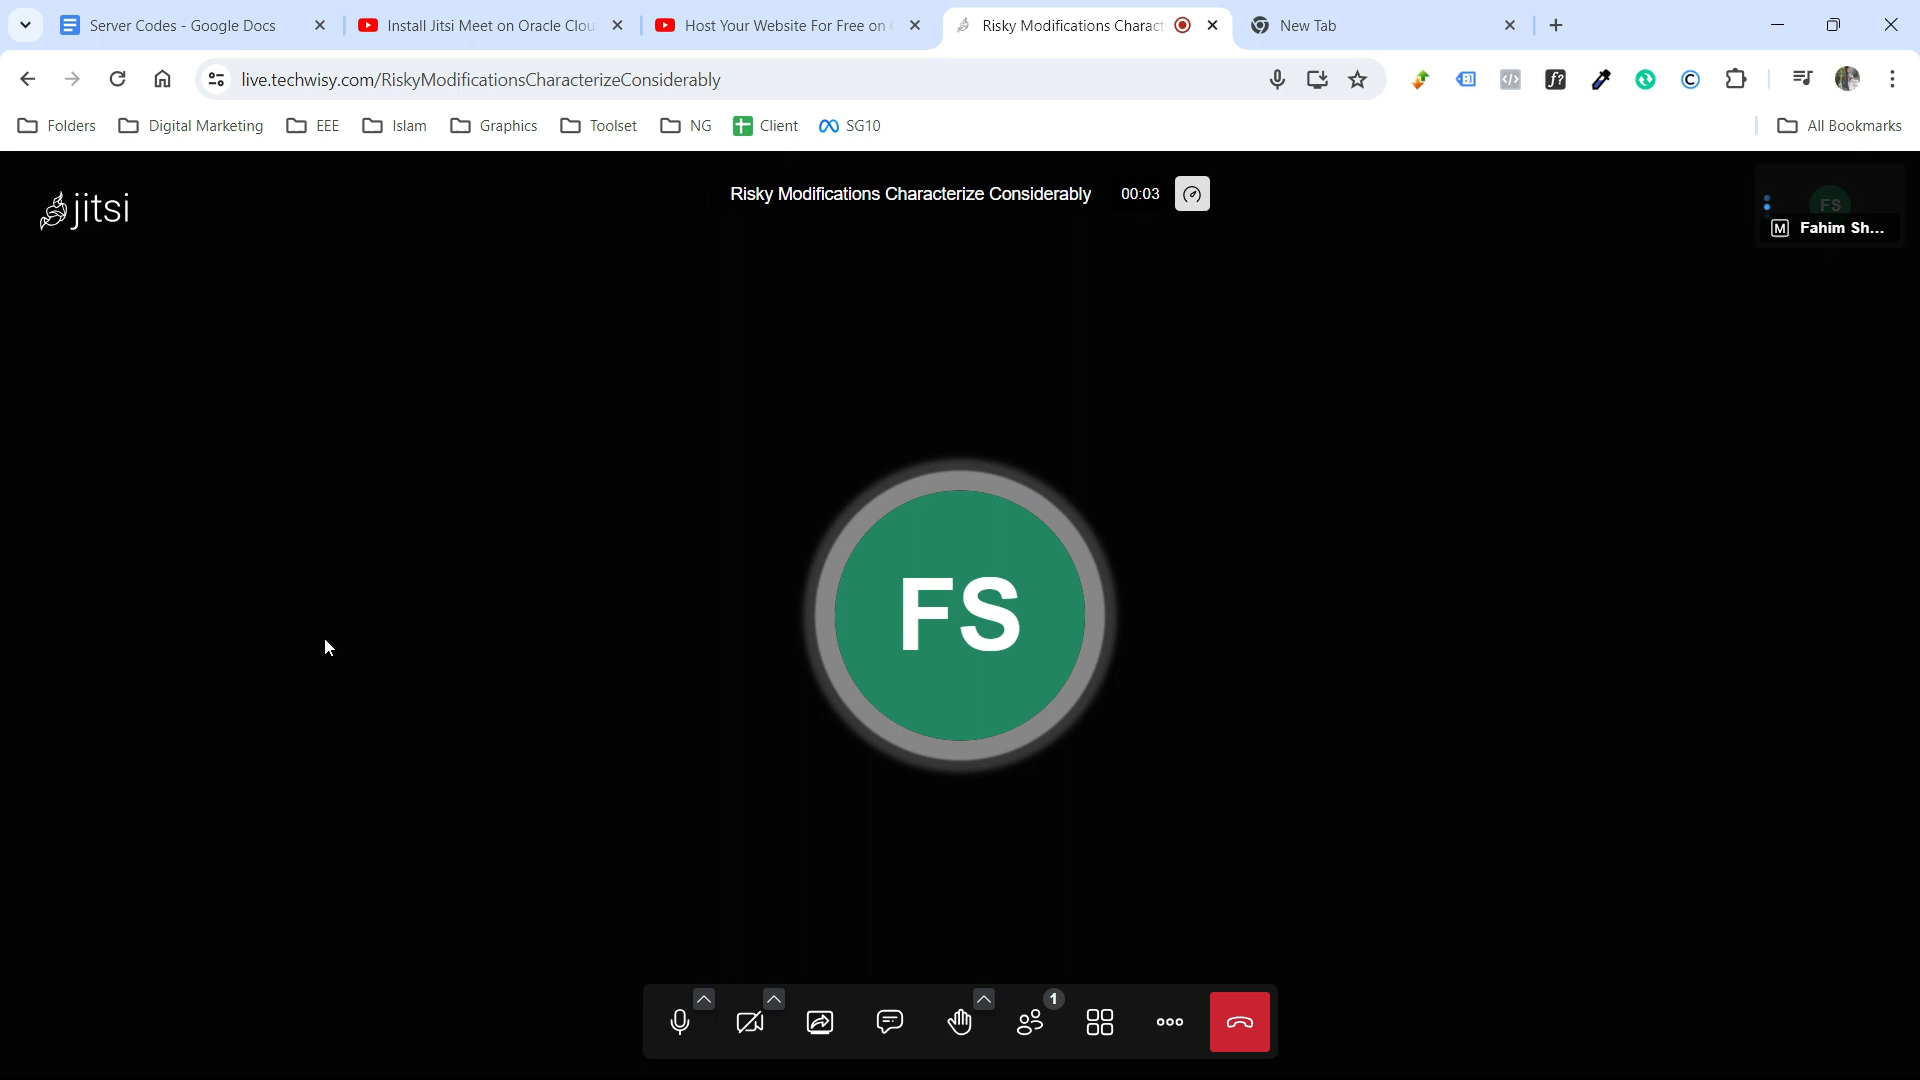 Server Codes - Google Docs
Install Jitsi Meet on Oracle Clou
Host Your Website For Free on
Risky Modifications Charact
New Tab
live.techwisy.com/RiskyModificationsCharacterizeConsiderably
f?
C
Folders
Digital Marketing
EEE
Islam
Graphics
Toolset
NG
Client
SG10
All Bookmarks
jitsi
Risky Modifications Characterize Considerably
00:03
FS
M Fahim Sh...
FS
1